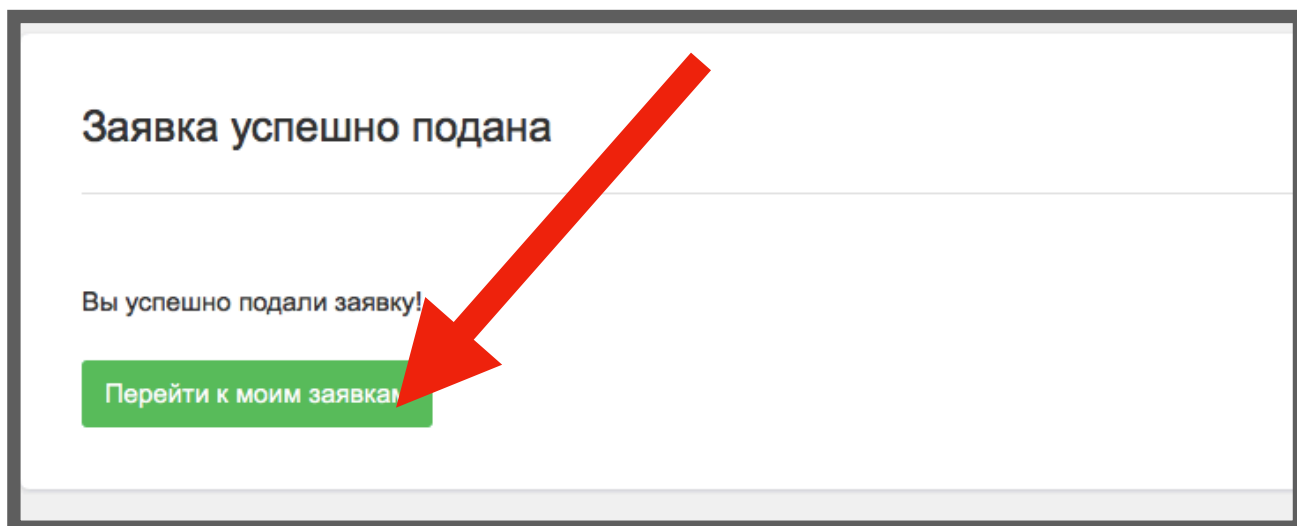 Заявка успешно подана
Вы успешно подали заявку!
Перейти к моим заявкам